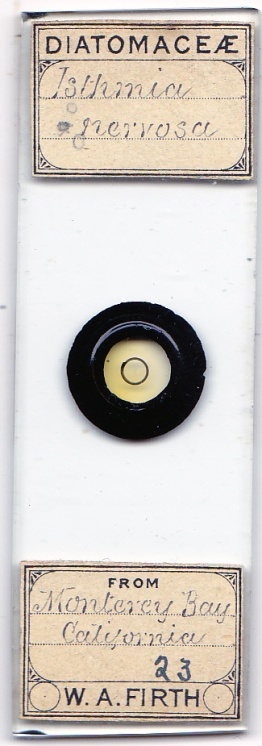 DIATOMACEÆ
Isthmia
nervosa
FROM
Monterey Bay
California
23
W. A. FIRTH